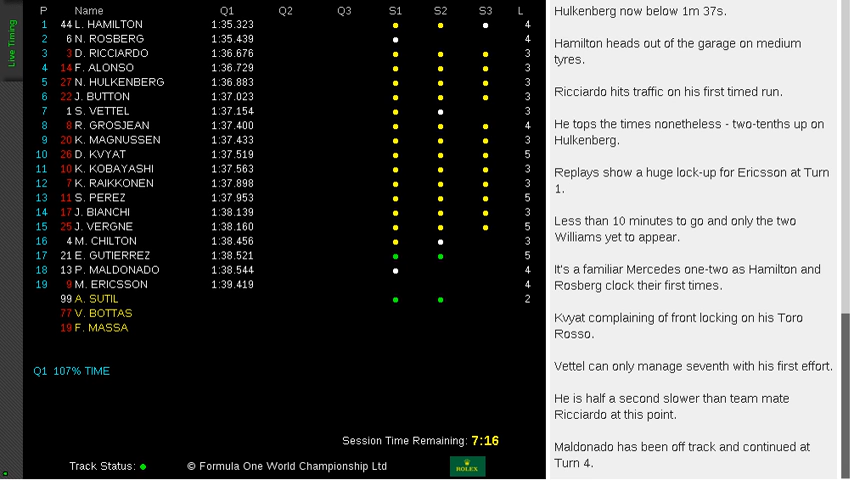 Live Timing
P Name Q1 Q2 Q3 S1 S2 S3 L
1 44 L. HAMILTON 1:35.323 4
2 6 N. ROSBERG 1:35.439 4
3 3 D. RICCIARDO 1:36.676 3
4 14 F. ALONSO 1:36.729 3
5 27 N. HULKENBERG 1:36.883 3
6 22 J. BUTTON 1:37.023 3
7 1 S. VETTEL 1:37.154 3
8 8 R. GROSJEAN 1:37.400 4
9 20 K. MAGNUSSEN 1:37.433 3
10 26 D. KVYAT 1:37.519 5
11 10 K. KOBAYASHI 1:37.563 3
12 7 K. RAIKKONEN 1:37.898 3
13 11 S. PEREZ 1:37.953 5
14 17 J. BIANCHI 1:38.139 3
15 25 J. VERGNE 1:38.160 5
16 4 M. CHILTON 1:38.456 3
17 21 E. GUTIERREZ 1:38.521 5
18 13 P. MALDONADO 1:38.544 4
19 9 M. ERICSSON 1:39.419 4
99 A. SUTIL 2
77 V. BOTTAS
19 F. MASSA
Q1 107% TIME
Session Time Remaining: 7:16
Track Status:
© Formula One World Championship Ltd
ROLEX
Hulkenberg now below 1m 37s.
Hamilton heads out of the garage on medium
tyres.
Ricciardo hits traffic on his first timed run.
He tops the times nonetheless - two-tenths up on
Hulkenberg.
Replays show a huge lock-up for Ericsson at Turn
1.
Less than 10 minutes to go and only the two
Williams yet to appear.
It's a familiar Mercedes one-two as Hamilton and
Rosberg clock their first times.
Kvyat complaining of front locking on his Toro
Rosso.
Vettel can only manage seventh with his first effort.
He is half a second slower than team mate
Ricciardo at this point.
Maldonado has been off track and continued at
Turn 4.